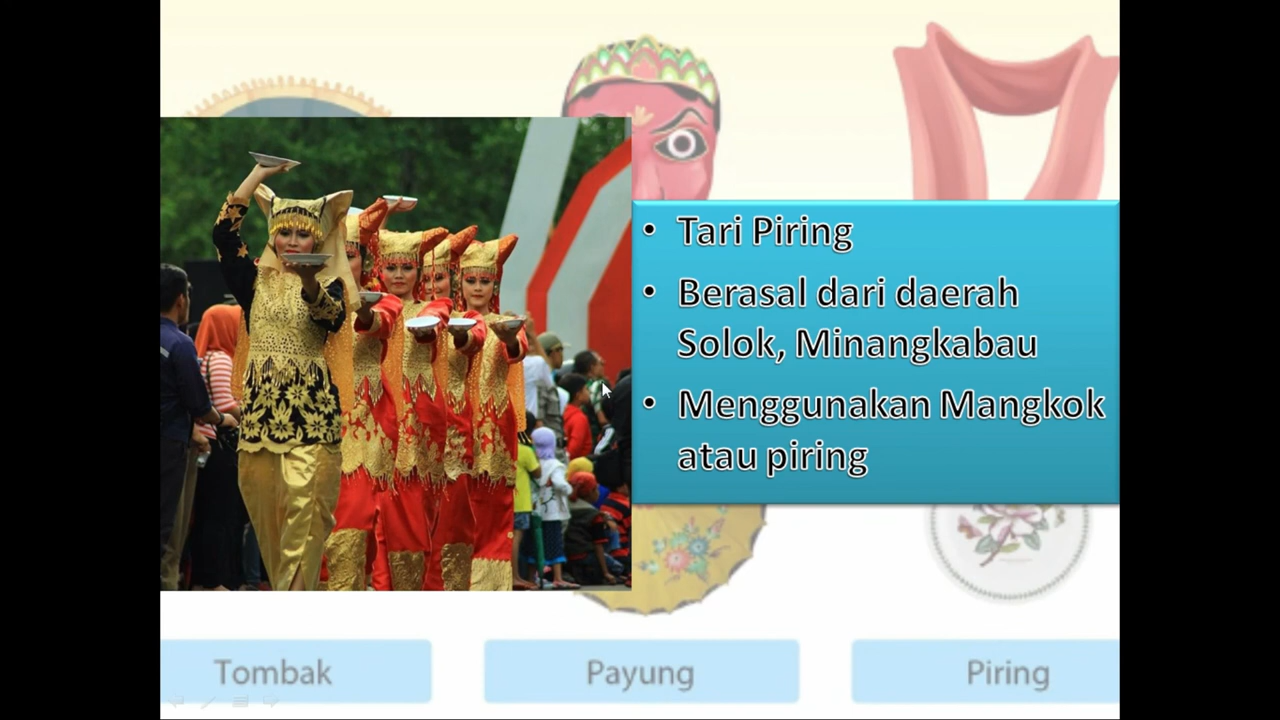 • Tari Piring
• Berasal dari daerah
Solok, Minangkabau
• Menggunakan Mangkok
atau piring
Tombak
Payung
Piring